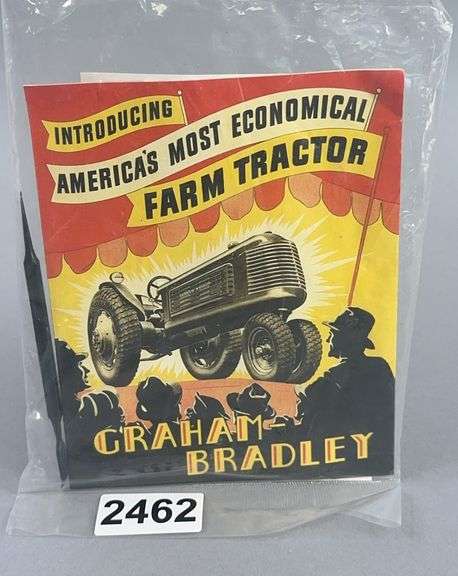 INTRODUCING
AMERICA'S MOST ECONOMICAL
FARM TRACTOR
GRAHAM-
BRADLEY
2462